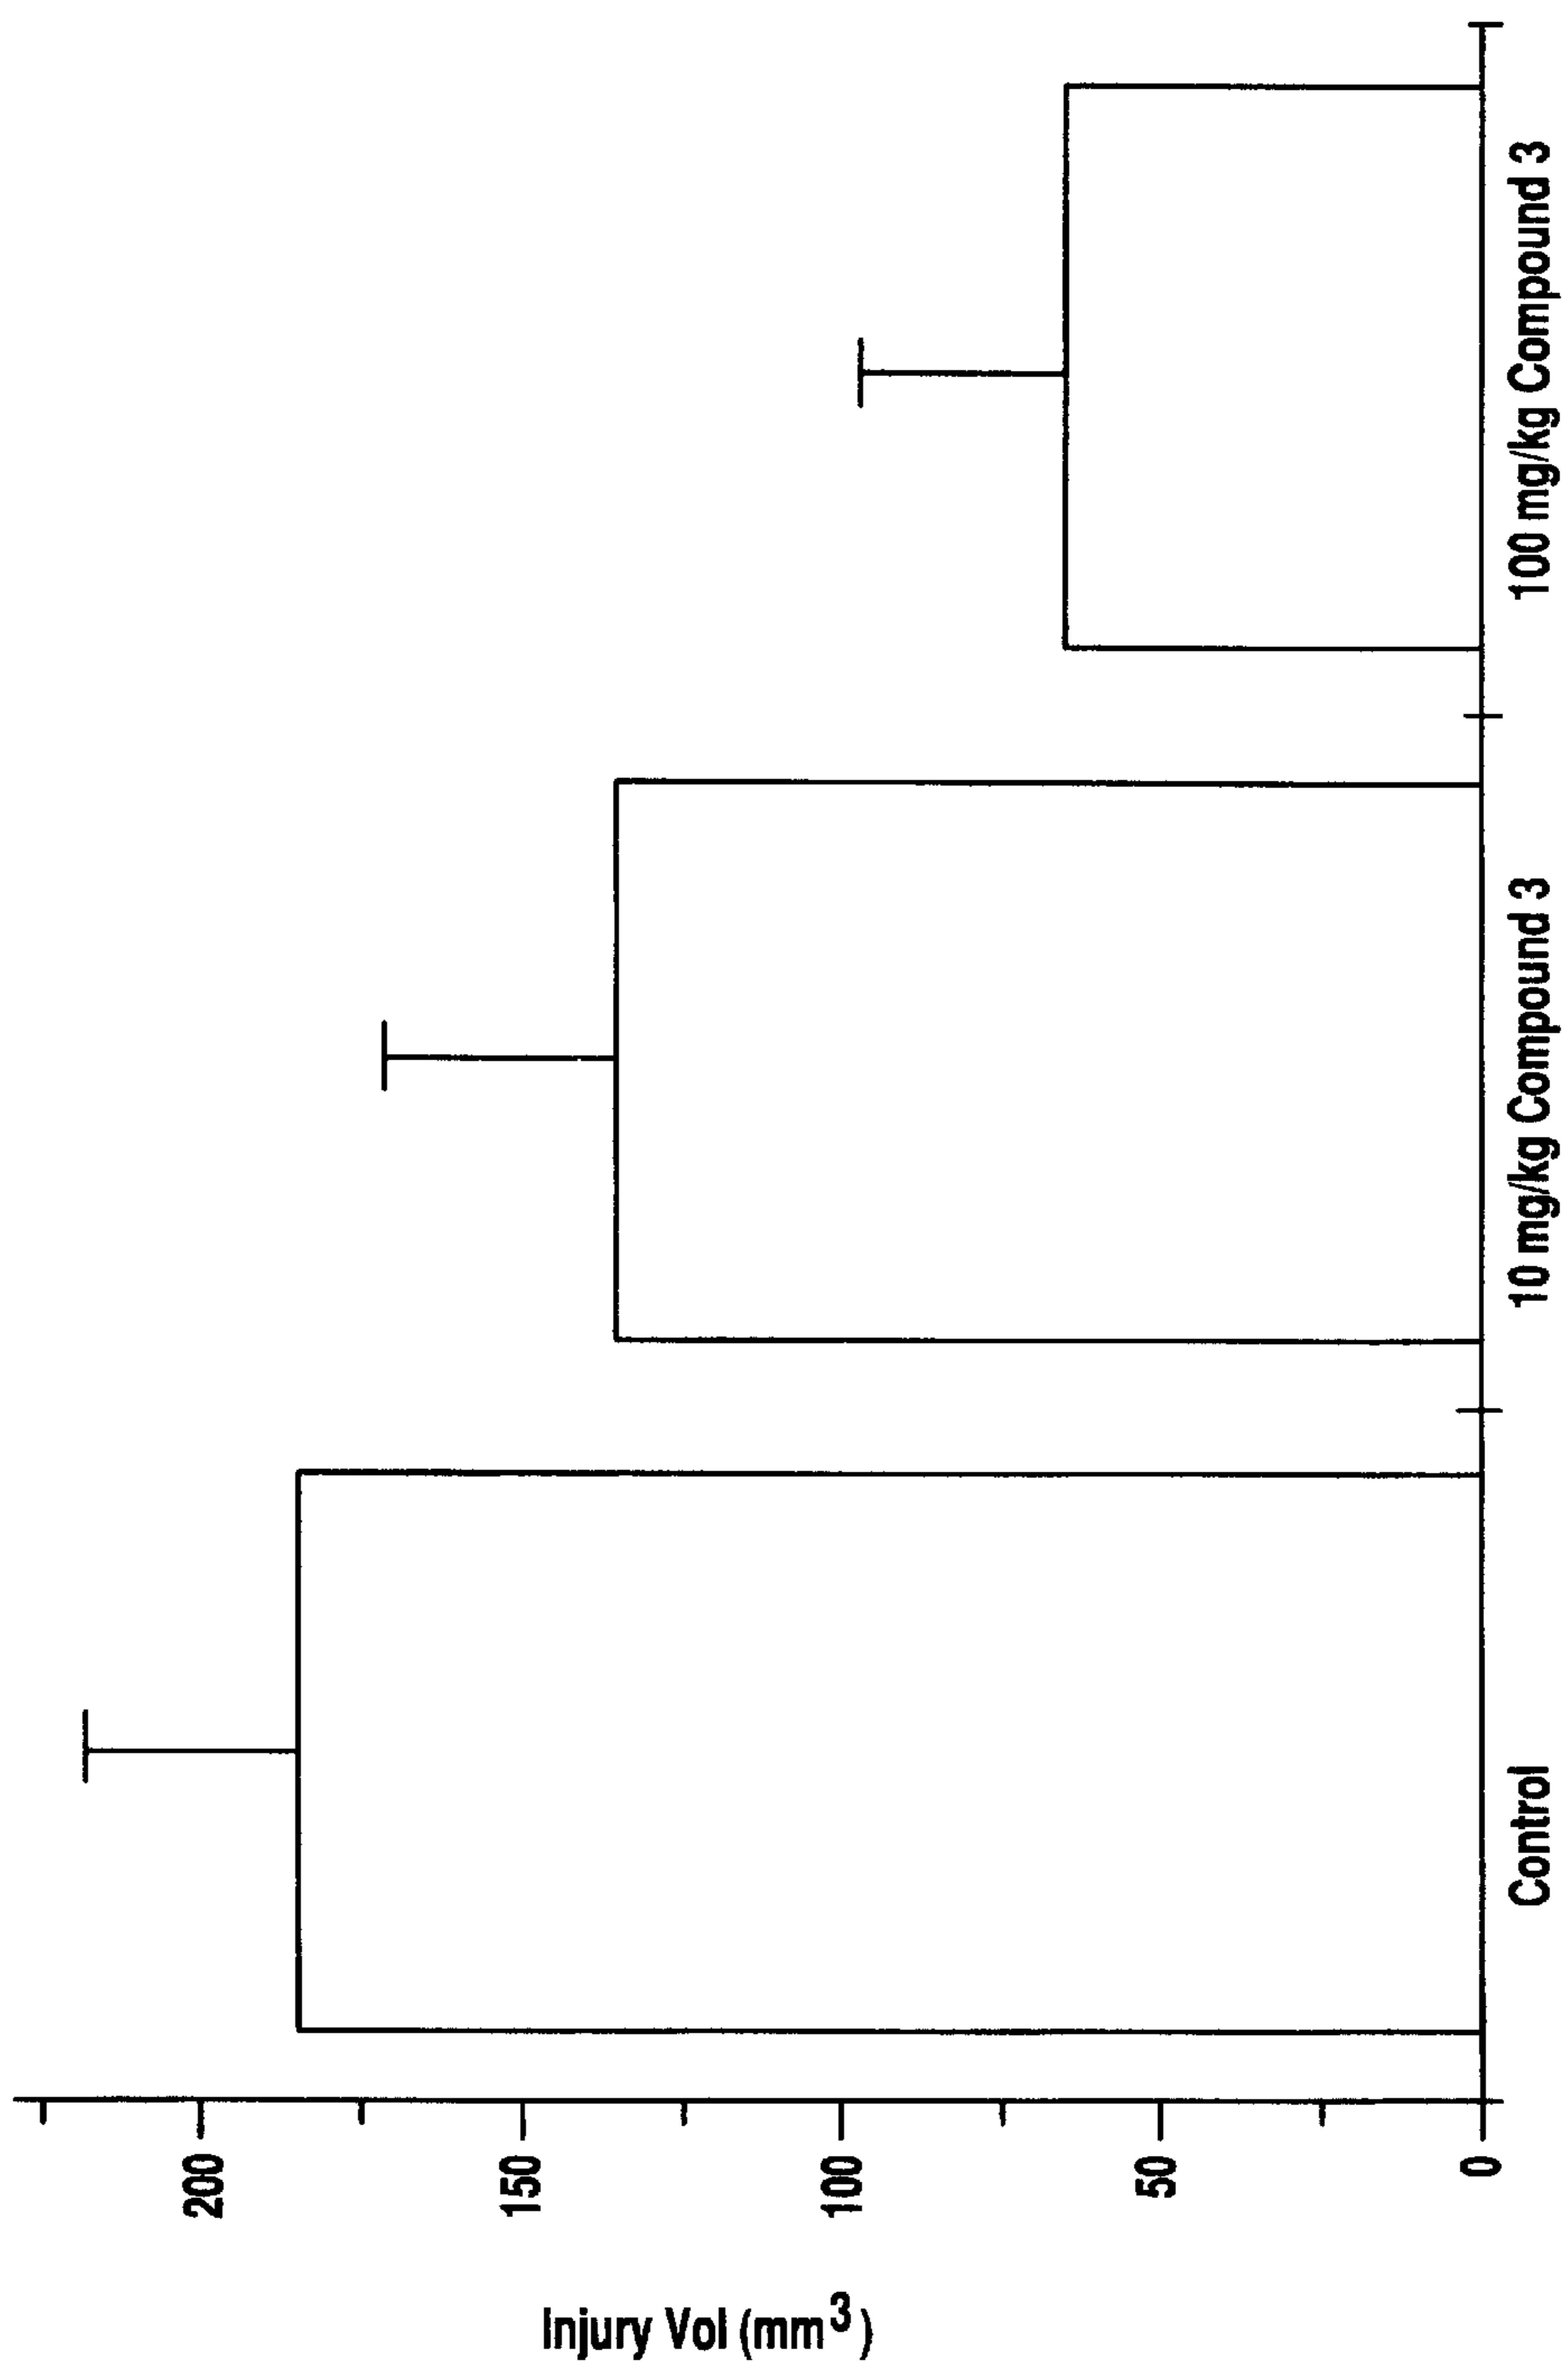 Injury Vol (mm³)
200
150
100
50
0
Control
10 mg/kg Compound 3
100 mg/kg Compound 3